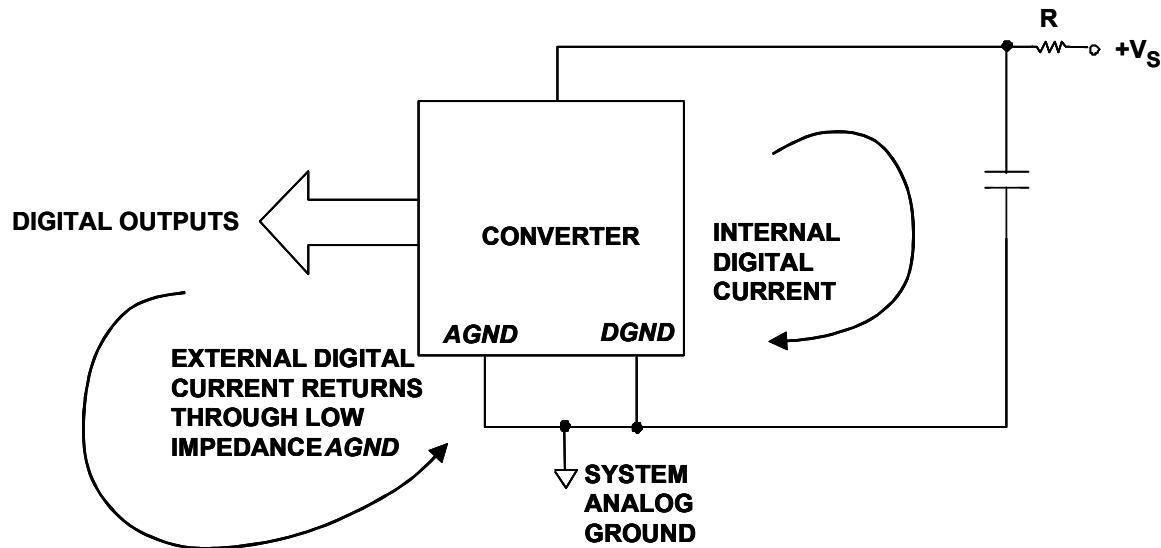 R
+VS
DIGITAL OUTPUTS
CONVERTER
INTERNAL
DIGITAL
CURRENT
AGND
DGND
EXTERNAL DIGITAL
CURRENT RETURNS
THROUGH LOW
IMPEDANCE AGND
SYSTEM
ANALOG
GROUND